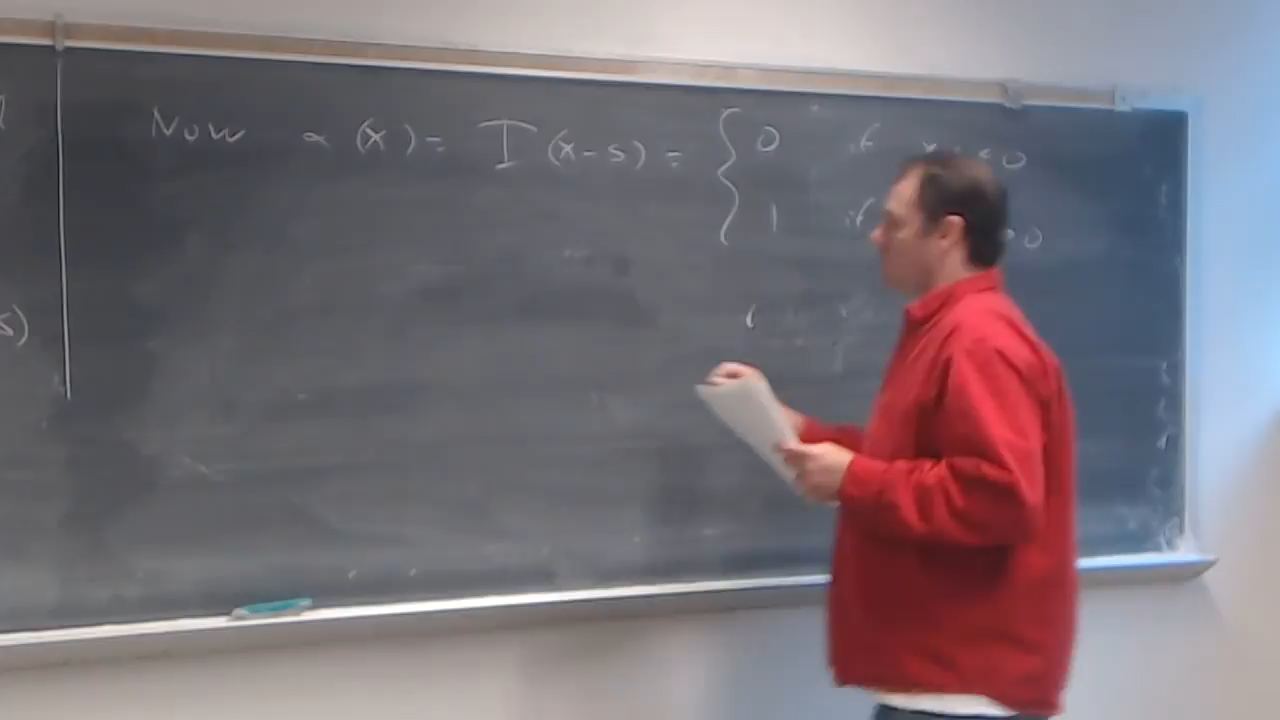 Now α(x) = I(x-s) = { 0 if x
<0
1 if
>0
s)